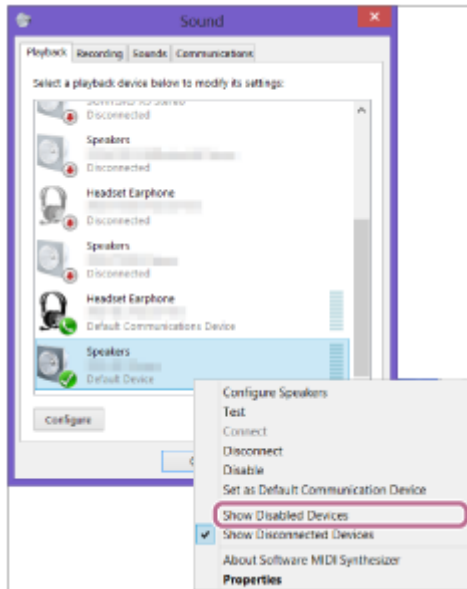 Sound
Playback Recording Sounds Communications
Select a playback device below to modify its settings:
Disconnected
Speakers
Disconnected
Headset Earphone
Disconnected
Speakers
Disconnected
Headset Earphone
Default Communications Device
Speakers
Default Device
Configure
Configure Speakers
Test
Connect
Disconnect
Disable
Set as Default Communication Device
Show Disabled Devices
Show Disconnected Devices
About Software MIDI Synthesizer
Properties